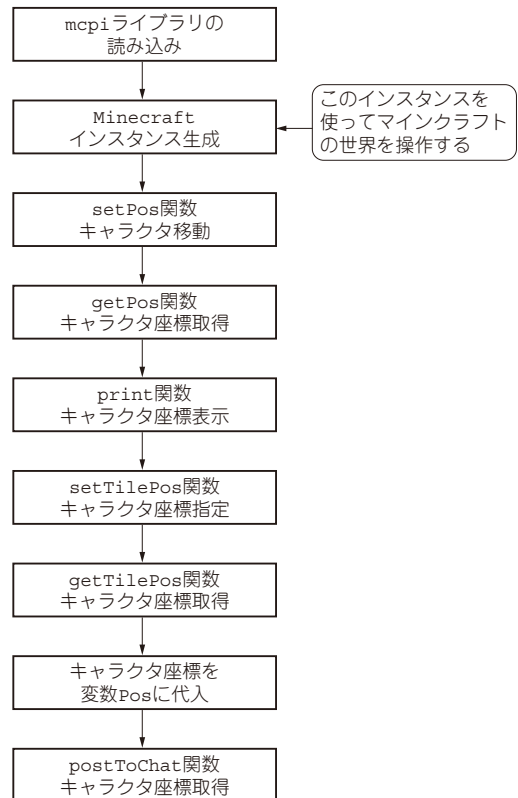 mcpiライブラリの
読み込み
Minecraft
インスタンス生成
このインスタンスを
使ってマインクラフト
の世界を操作する
setPos関数
キャラクタ移動
getPos関数
キャラクタ座標取得
print関数
キャラクタ座標表示
setTilePos関数
キャラクタ座標指定
getTilePos関数
キャラクタ座標取得
キャラクタ座標を
変数Posに代入
postToChat関数
キャラクタ座標取得